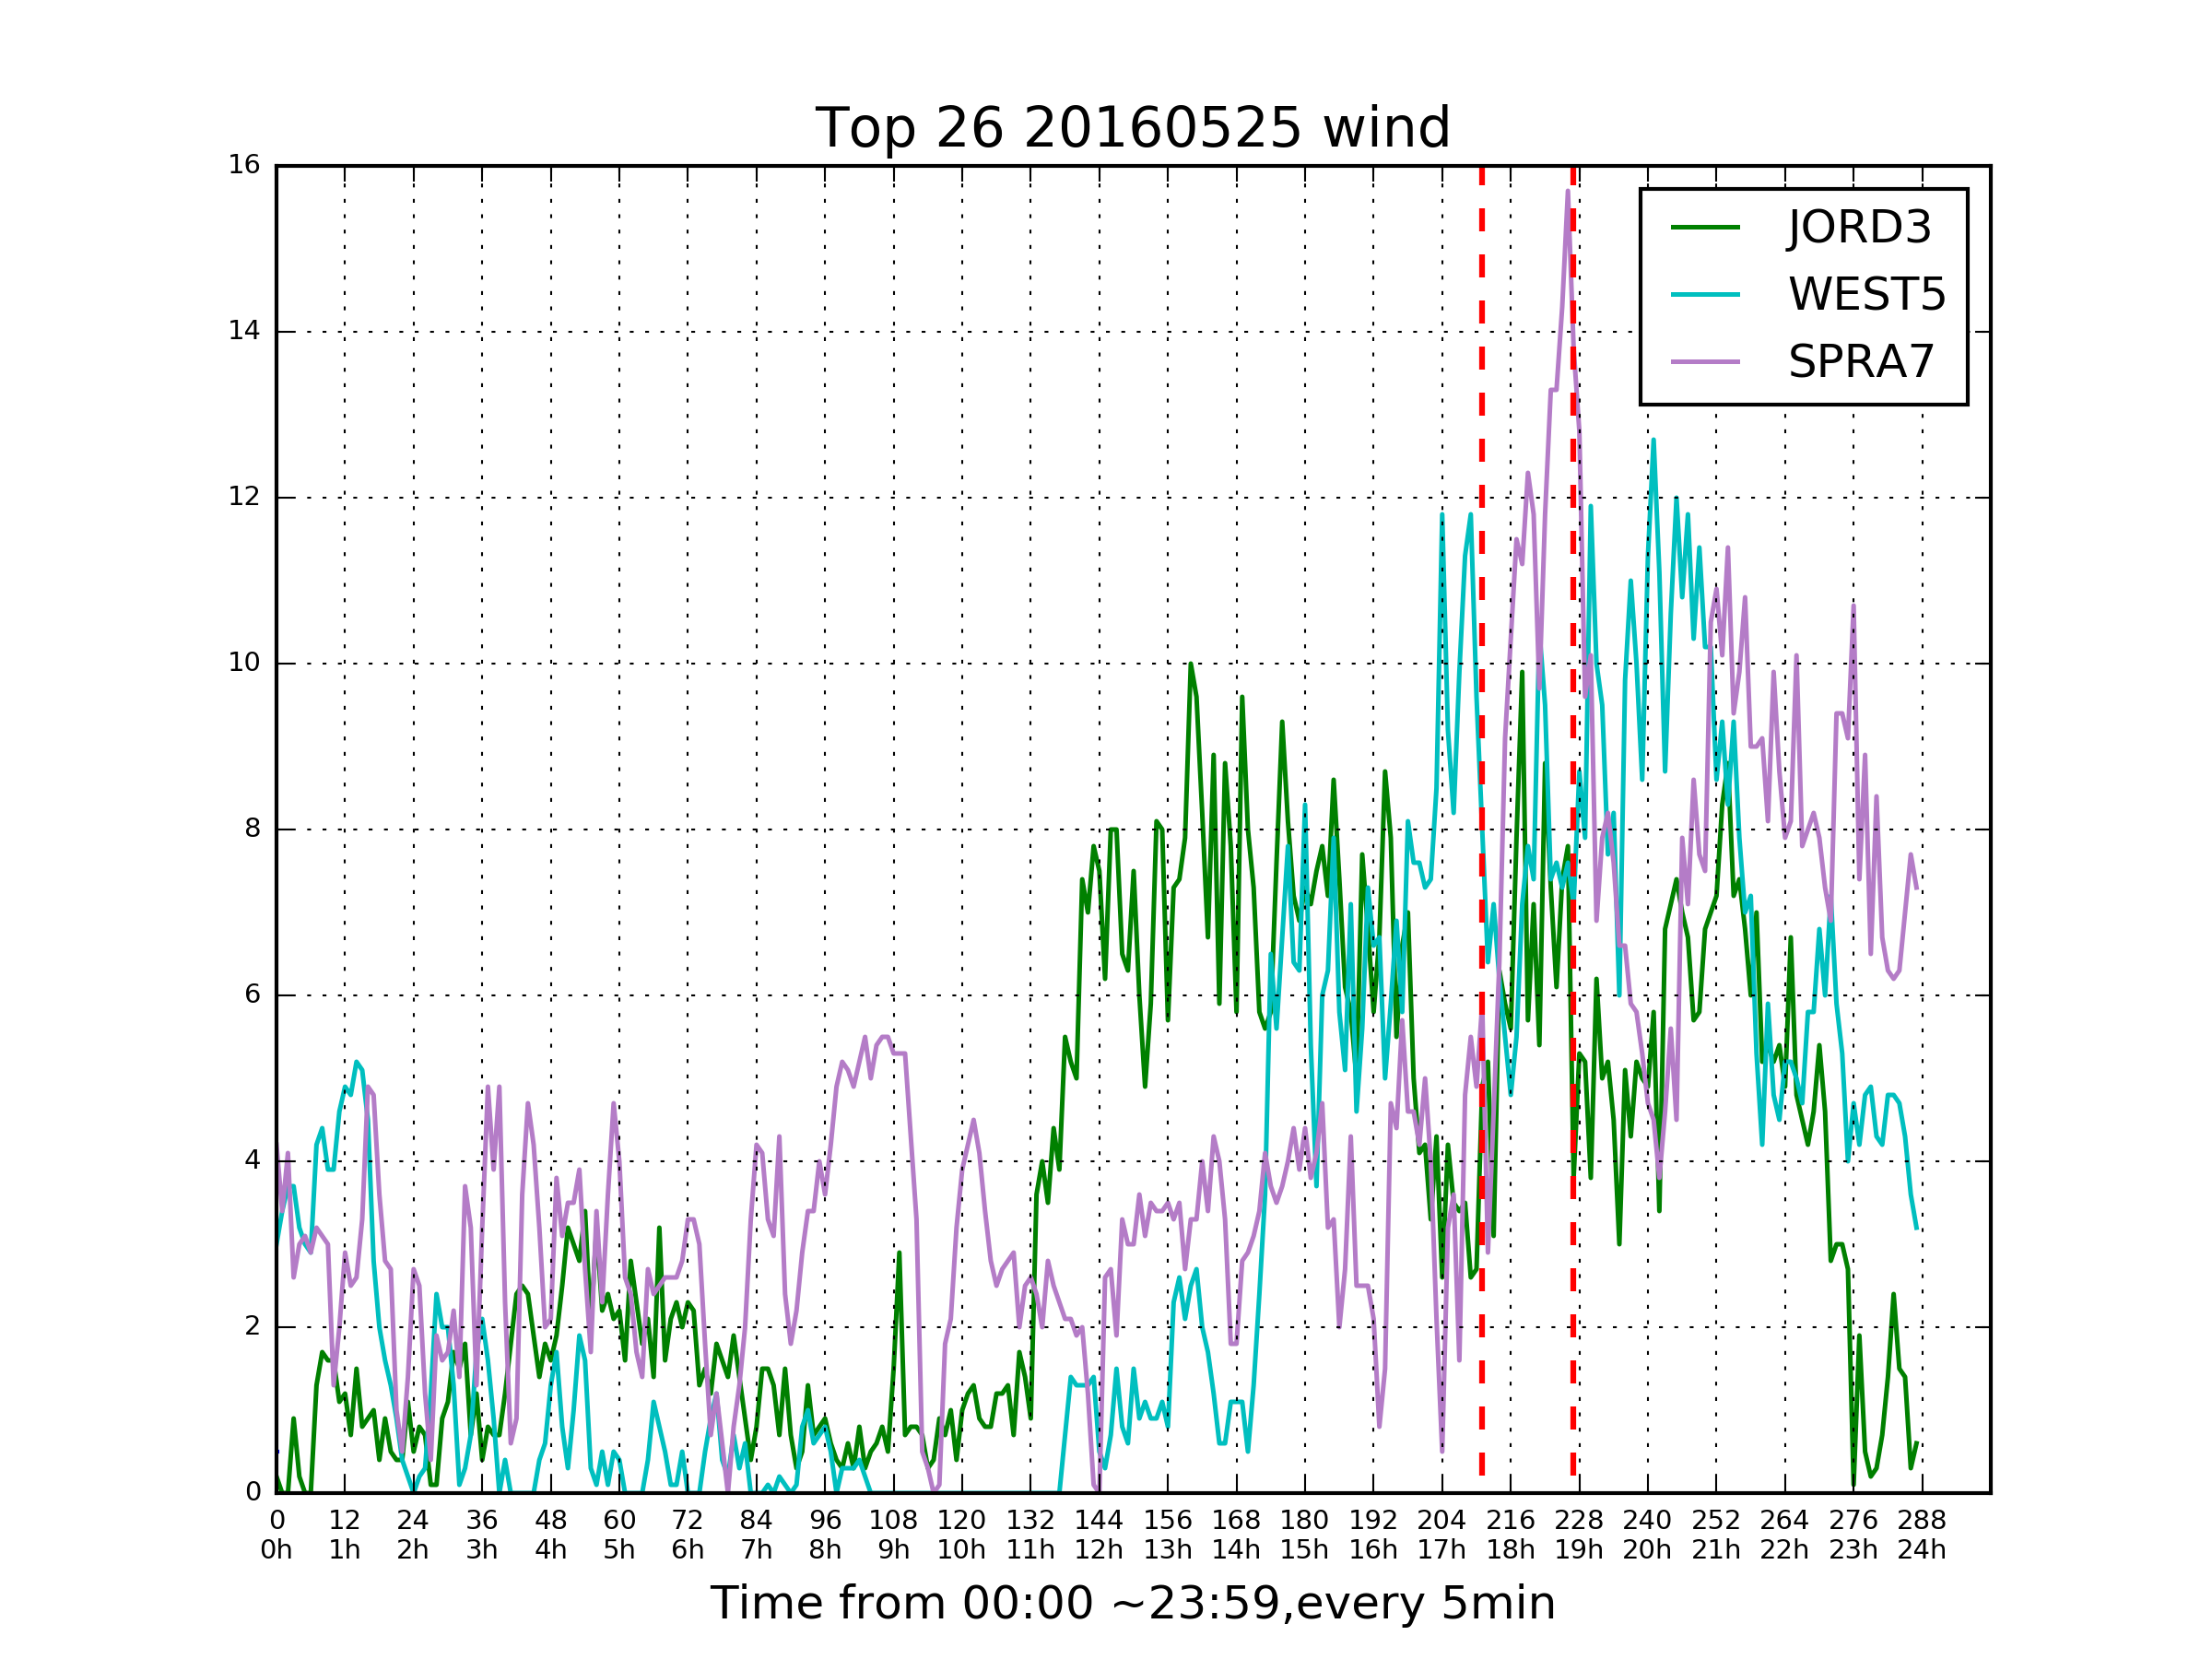 Top 26 20160525 wind
16
14
12
10
8
6
4
2
0
JORD3
WEST5
SPRA7
0 12 24 36 48 60 72 84 96 108 120 132 144 156 168 180 192 204 216 228 240 252 264 276 288
0h 1h 2h 3h 4h 5h 6h 7h 8h 9h 10h 11h 12h 13h 14h 15h 16h 17h 18h 19h 20h 21h 22h 23h 24h
Time from 00:00 ~23:59,every 5min